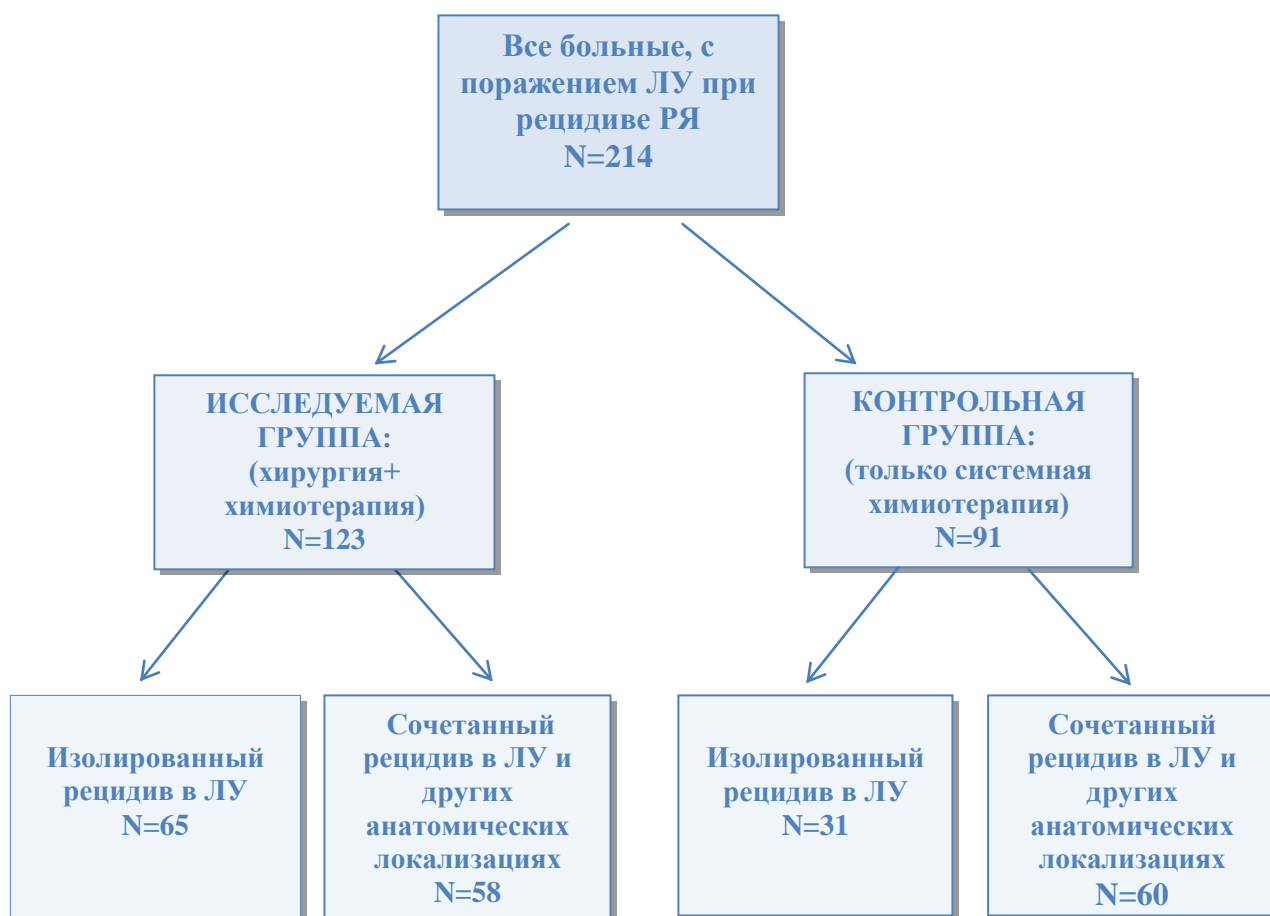 Все больные, с
поражением ЛУ при
рецидиве РЯ
N=214
ИССЛЕДУЕМАЯ
ГРУППА:
(хирургия+
химиотерапия)
N=123
КОНТРОЛЬНАЯ
ГРУППА:
(только системная
химиотерапия)
N=91
Изолированный
рецидив в ЛУ
N=65
Сочетанный
рецидив в ЛУ и
других
анатомических
локализациях
N=58
Изолированный
рецидив в ЛУ
N=31
Сочетанный
рецидив в ЛУ и
других
анатомических
локализациях
N=60